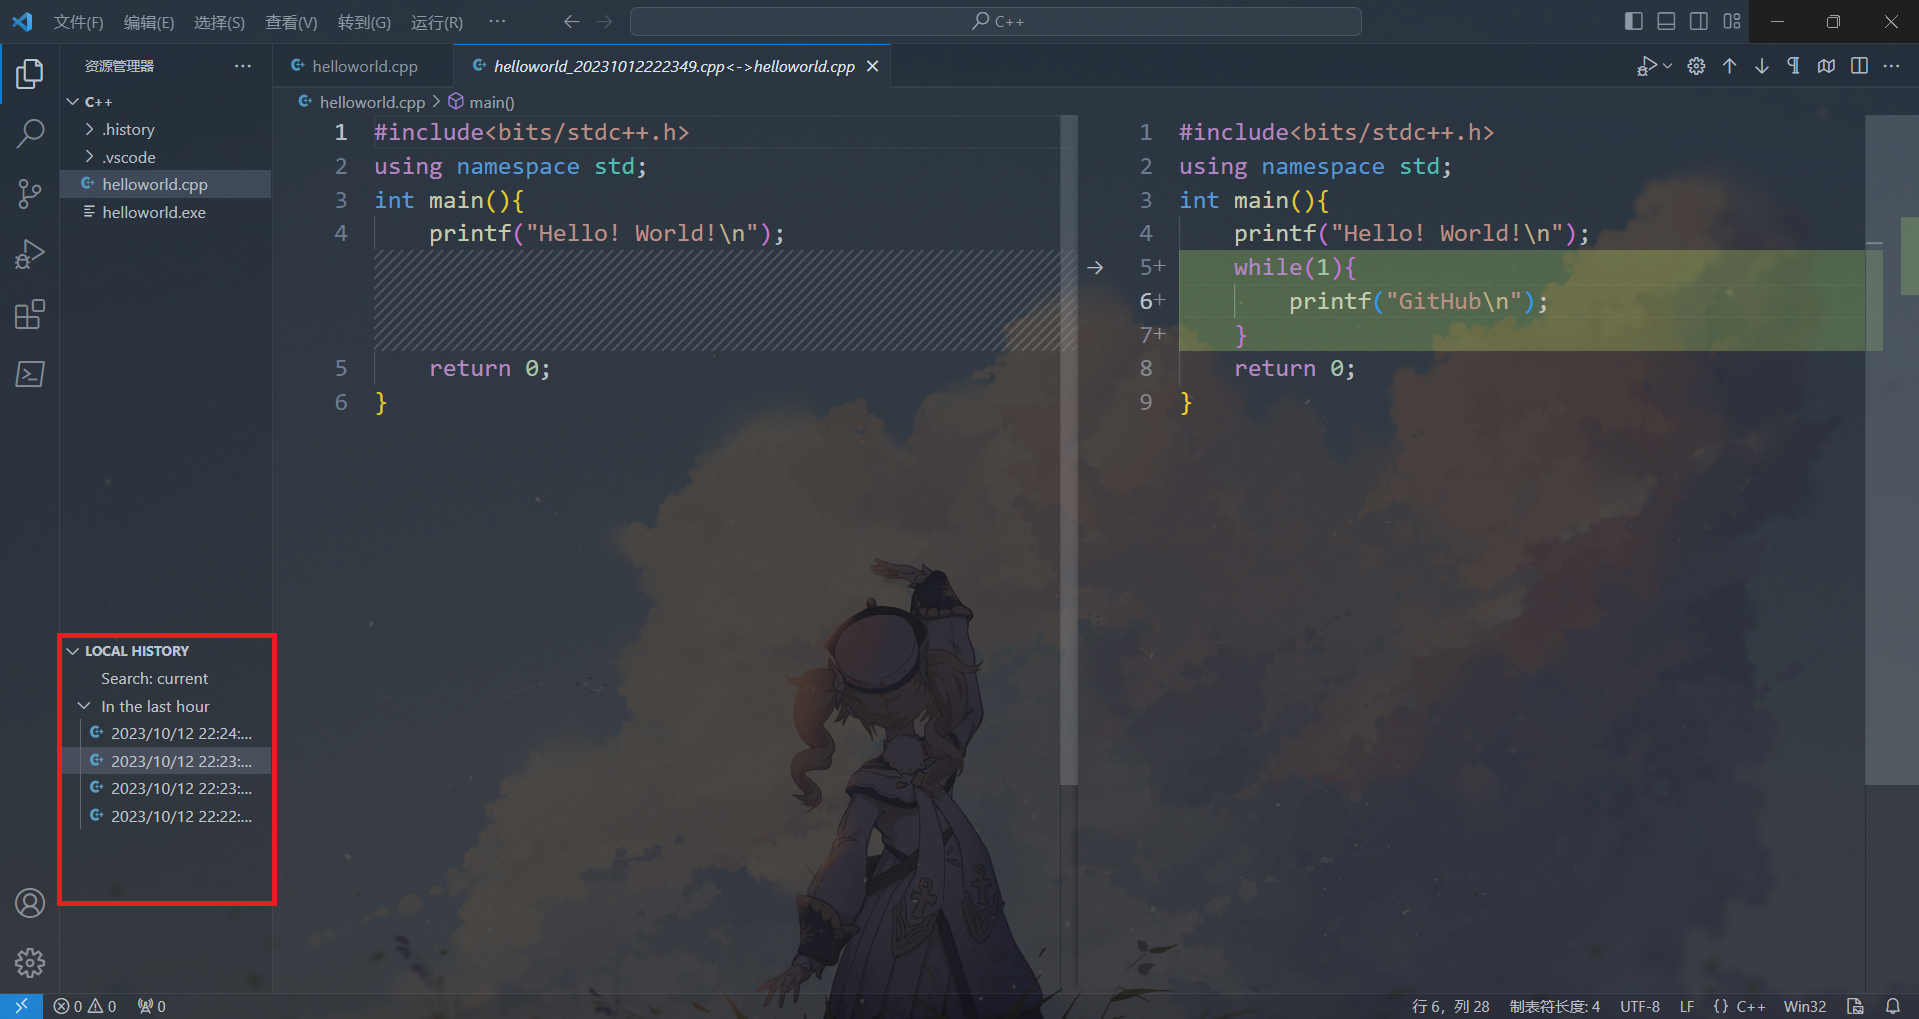 文件(F) 编辑(E) 选择(S) 查看(V) 转到(G) 运行(R) ··· C++
资源管理器 ···
C++
.history
.vscode
helloworld.cpp
helloworld.exe
LOCAL HISTORY
Search: current
In the last hour
2023/10/12 22:24:...
2023/10/12 22:23:...
2023/10/12 22:23:...
2023/10/12 22:22:...
helloworld.cpp helloworld_20231012222349.cpp<->helloworld.cpp
helloworld.cpp > main()
1 #include<bits/stdc++.h>
2 using namespace std;
3 int main(){
4 printf("Hello! World!\n");
5 return 0;
6 }
1 #include<bits/stdc++.h>
2 using namespace std;
3 int main(){
4 printf("Hello! World!\n");
5+ while(1){
6+ printf("GitHub\n");
7+ }
8 return 0;
9 }
0 0 0 行 6，列 28 制表符长度: 4 UTF-8 LF {} C++ Win32